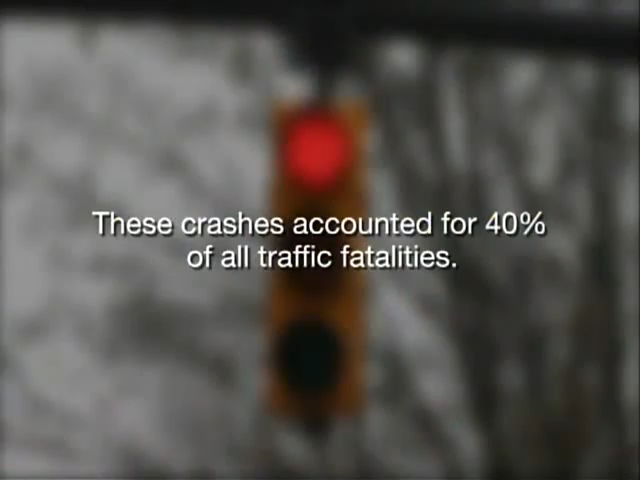 These crashes accounted for 40%
of all traffic fatalities.